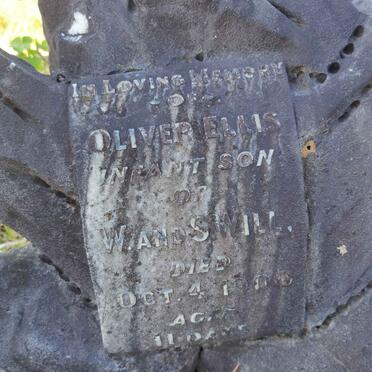 IN LOVING MEMORY
OF
OLIVER ELLIS
INFANT SON
OF
W. AND S. WILL.
DIED
OCT. 4,
AGED
11 DAYS